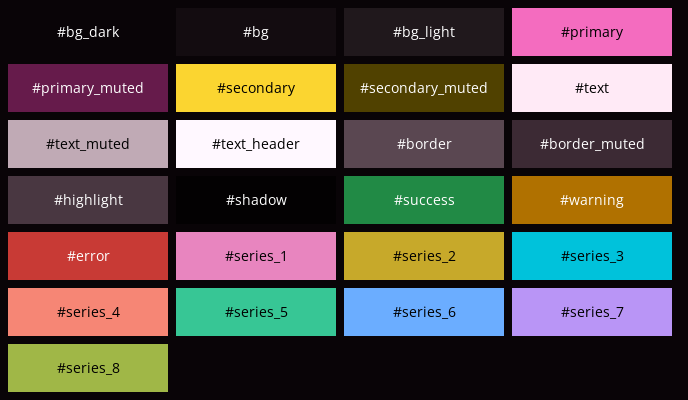 #bg_dark
#bg
#bg_light
#primary
#primary_muted
#secondary
#secondary_muted
#text
#text_muted
#text_header
#border
#border_muted
#highlight
#shadow
#success
#warning
#error
#series_1
#series_2
#series_3
#series_4
#series_5
#series_6
#series_7
#series_8